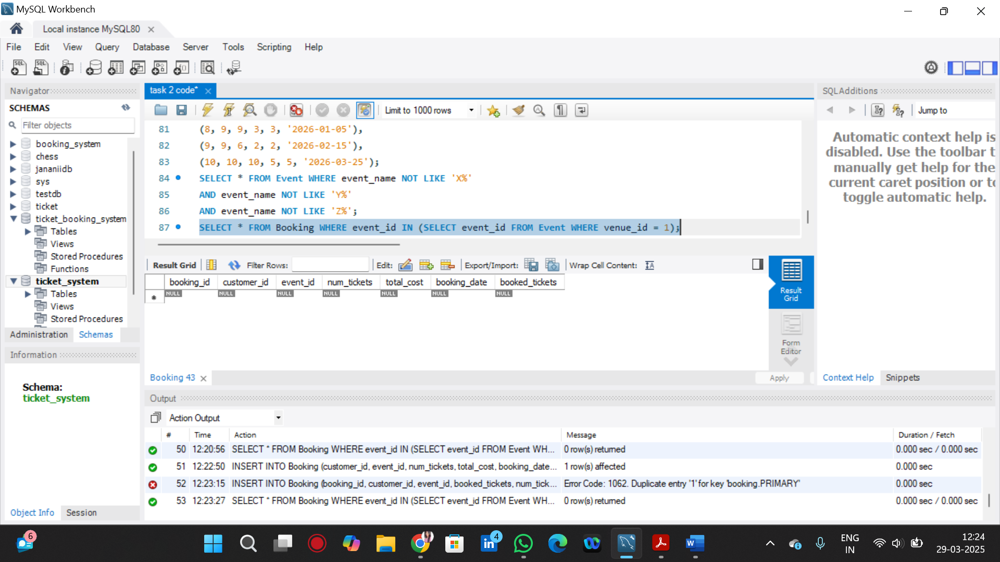 MySQL Workbench
Local instance MySQL80
File Edit View Query Database Server Tools Scripting Help
Navigator
SCHEMAS
Filter objects
booking_system
chess
jananiidb
sys
testdb
ticket
ticket_booking_system
Tables
Views
Stored Procedures
Functions
ticket_system
Tables
Views
Stored Procedures
Administration Schemas
Information
Schema:
ticket_system
Object Info Session
task 2 code*
Limit to 1000 rows
81 (8, 9, 9, 3, 3, '2026-01-05'),
82 (9, 9, 6, 2, 2, '2026-02-15'),
83 (10, 10, 10, 5, 5, '2026-03-25');
84 SELECT * FROM Event WHERE event_name NOT LIKE 'X%'
85 AND event_name NOT LIKE 'Y%'
86 AND event_name NOT LIKE 'Z%';
87 SELECT * FROM Booking WHERE event_id IN (SELECT event_id FROM Event WHERE venue_id = 1);
Result Grid Filter Rows: Edit: Export/Import: Wrap Cell Content:
booking_id customer_id event_id num_tickets total_cost booking_date booked_tickets
NULL NULL NULL NULL NULL NULL NULL
Result
Grid
Form
Editor
Booking 43
Apply
SQLAdditions
Jump to
Automatic context help is
disabled. Use the toolbar t
manually get help for the
current caret position or to
toggle automatic help.
Context Help Snippets
Output
Action Output
# Time Action Message Duration / Fetch
50 12:20:56 SELECT * FROM Booking WHERE event_id IN (SELECT event_id FROM Event WH... 0 row(s) returned 0.000 sec / 0.000 sec
51 12:22:50 INSERT INTO Booking (customer_id, event_id, num_tickets, total_cost, booking_date... 1 row(s) affected 0.000 sec
52 12:23:15 INSERT INTO Booking (booking_id, customer_id, event_id, booked_tickets, num_tick... Error Code: 1062. Duplicate entry '1' for key 'booking.PRIMARY' 0.000 sec
53 12:23:27 SELECT * FROM Booking WHERE event_id IN (SELECT event_id FROM Event WH... 0 row(s) returned 0.000 sec / 0.000 sec
6
4
ENG
IN
12:24
29-03-2025